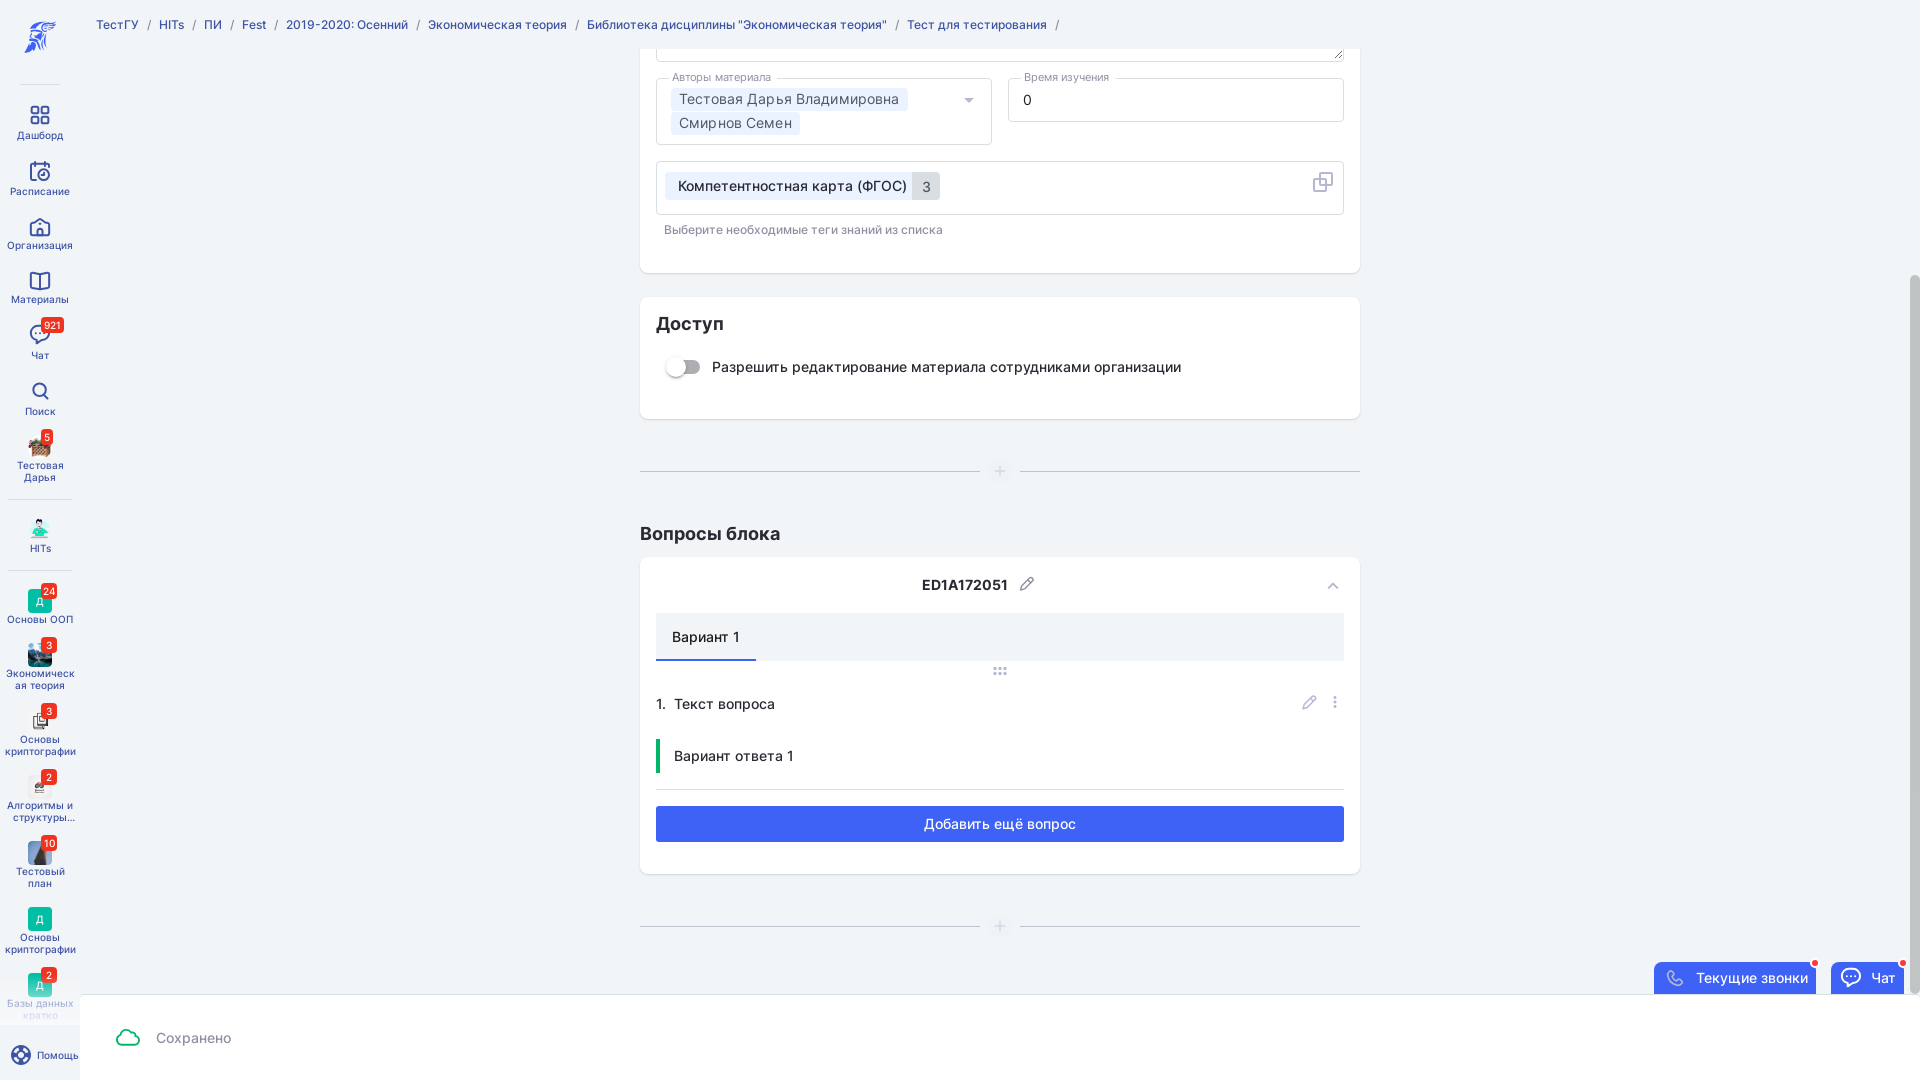 ТестГУ / HITs / ПИ / Fest / 2019-2020: Осенний / Экономическая теория / Библиотека дисциплины "Экономическая теория" / Тест для тестирования /
Дашборд
Расписание
Организация
Материалы
921
Чат
Поиск
5
Тестовая
Дарья
HITs
24
Д
Основы ООП
3
Экономическ
ая теория
3
Основы
криптографии
2
Алгоритмы и
структуры...
10
Тестовый
план
Д
Основы
криптографии
2
Д
Базы данных
кратко
Помощь
Авторы материала
Тестовая Дарья Владимировна
Смирнов Семен
Время изучения
0
Компетентностная карта (ФГОС) 3
Выберите необходимые теги знаний из списка
Доступ
Разрешить редактирование материала сотрудниками организации
Вопросы блока
ED1A172051
Вариант 1
1. Текст вопроса
Вариант ответа 1
Добавить ещё вопрос
Текущие звонки
Чат
Сохранено